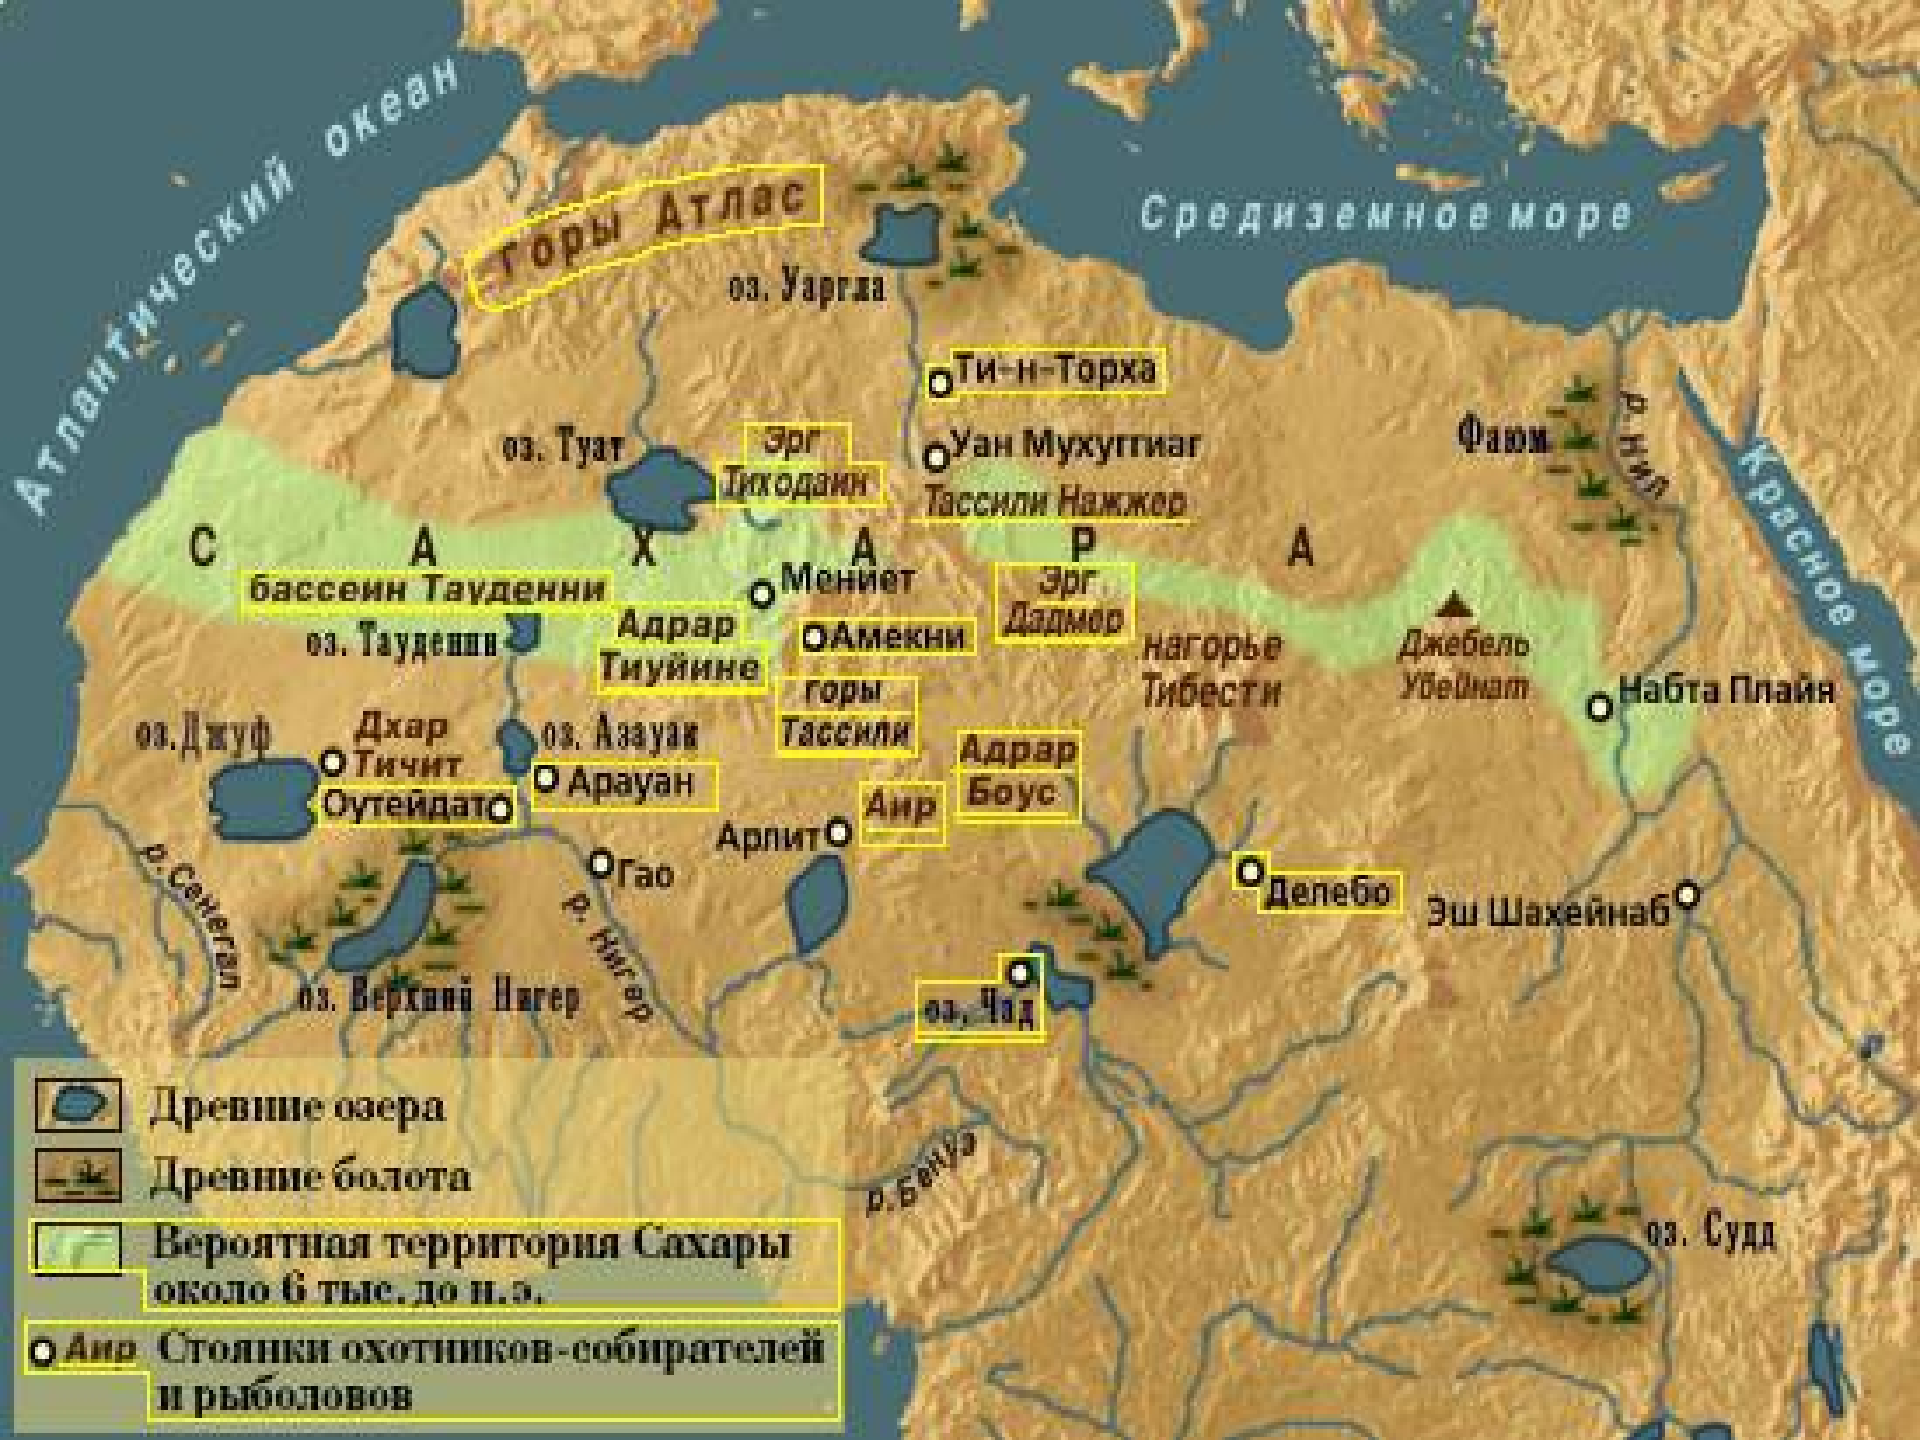 Атлантический океан
Средиземное море
Красное море
горы Атлас
оз. Уаргла
Ти-н-Торха
оз. Туат
Эрг
Тиходаин
Уан Мухуггиаг
Тассили Нажжер
Фаюм
р. Нил
С А Х А Р А
бассеин Тауденни
Мениет
Эрг
Дадмер
оз. Тауденни
Адрар
Тиуйине
Амекни
нагорье
Тибести
Джебель
Убейнат
Набта Плайя
горы
Тассили
оз. Джуф
Дхар
Тичит
оз. Азауак
Адрар
Боус
Оутейдат
Арауан
Арлит
Аир
р. Сенегал
Гао
р. Нигер
Делебо
Эш Шахейнаб
оз. Верхний Нигер
оз. Чад
р. Бенуэ
оз. Судд
Древние озера
Древние болота
Вероятная территория Сахары
около 6 тыс. до н.э.
Аир Стоянки охотников-собирателей
и рыболовов